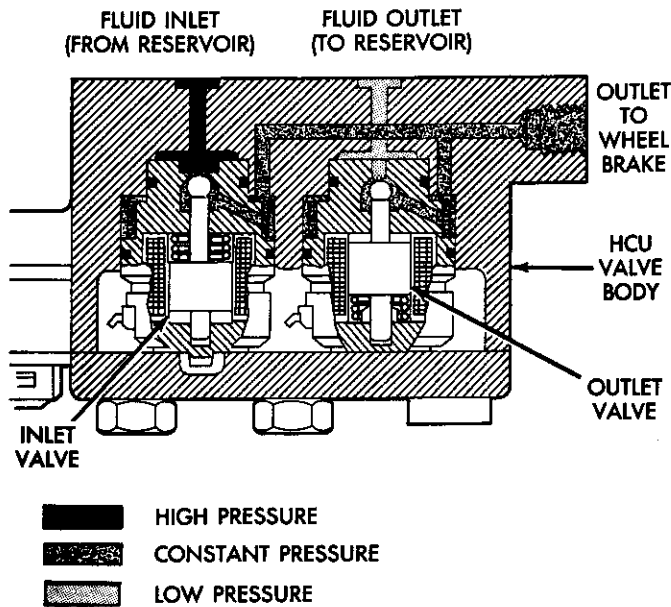 FLUID INLET
(FROM RESERVOIR)
FLUID OUTLET
(TO RESERVOIR)
OUTLET
TO
WHEEL
BRAKE
HCU
VALVE
BODY
OUTLET
VALVE
INLET
VALVE
HIGH PRESSURE
CONSTANT PRESSURE
LOW PRESSURE